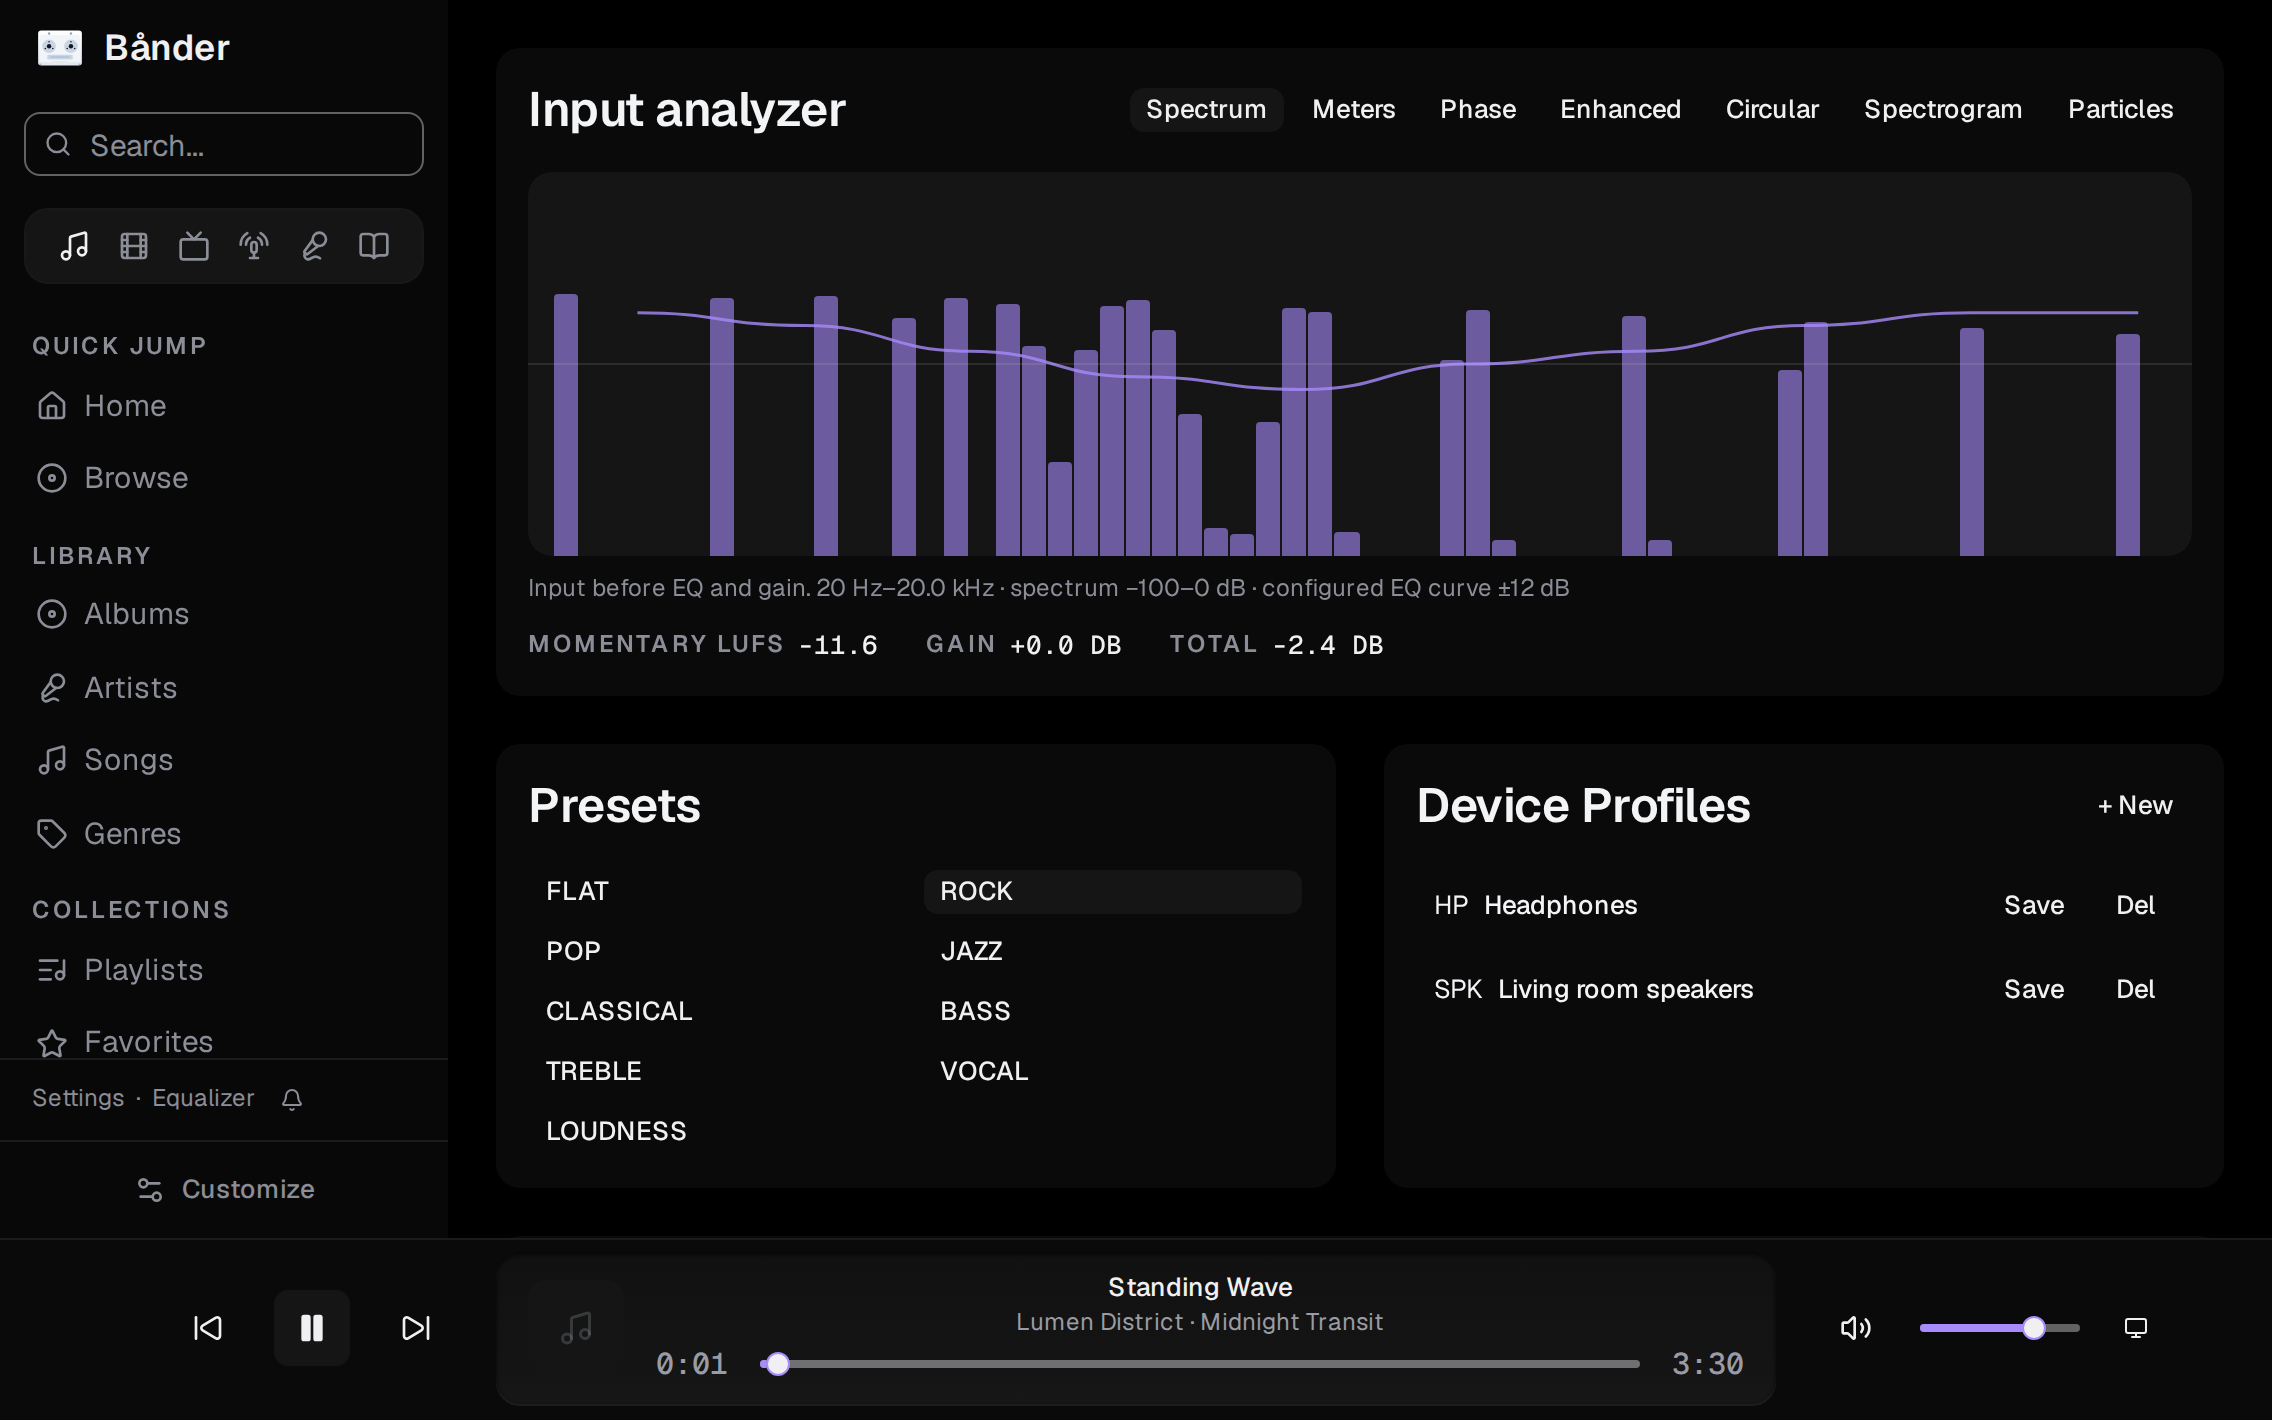 Bånder
Search...
QUICK JUMP
Home
Browse
LIBRARY
Albums
Artists
Songs
Genres
COLLECTIONS
Playlists
Favorites
Settings · Equalizer
Customize
Input analyzer
Spectrum Meters Phase Enhanced Circular Spectrogram Particles
Input before EQ and gain. 20 Hz–20.0 kHz · spectrum −100–0 dB · configured EQ curve ±12 dB
MOMENTARY LUFS -11.6 GAIN +0.0 DB TOTAL -2.4 DB
Presets
FLAT ROCK
POP JAZZ
CLASSICAL BASS
TREBLE VOCAL
LOUDNESS
Device Profiles + New
HP Headphones Save Del
SPK Living room speakers Save Del
Standing Wave
Lumen District · Midnight Transit
0:01 3:30